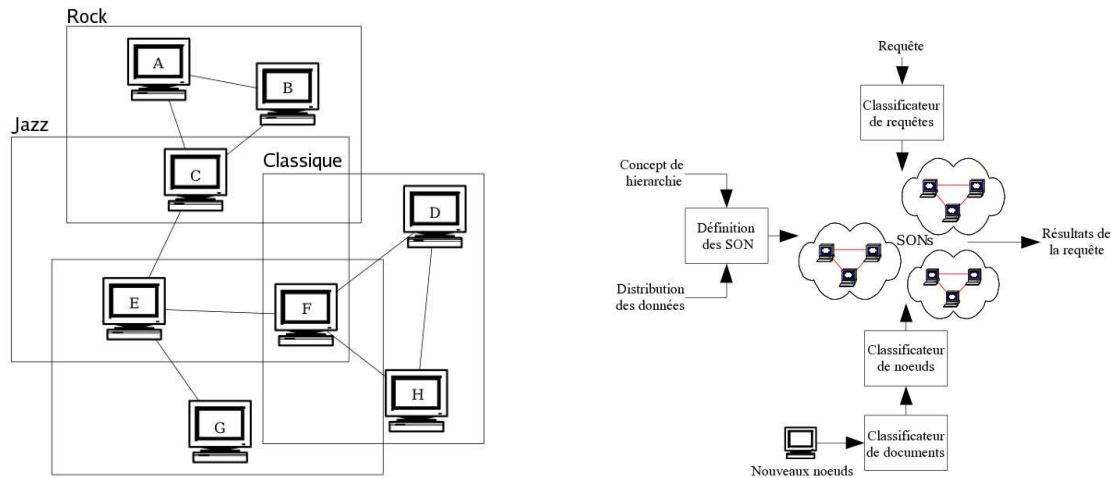 Rock
A
B
Jazz
C
Classique
D
E
F
H
G
Requête
Classificateur
de requêtes
Concept de
hierarchie
Définition
des SON
SONs
Résultats de
la requête
Distribution
des données
Classificateur
de noeuds
Classificateur
de documents
Nouveaux noeuds